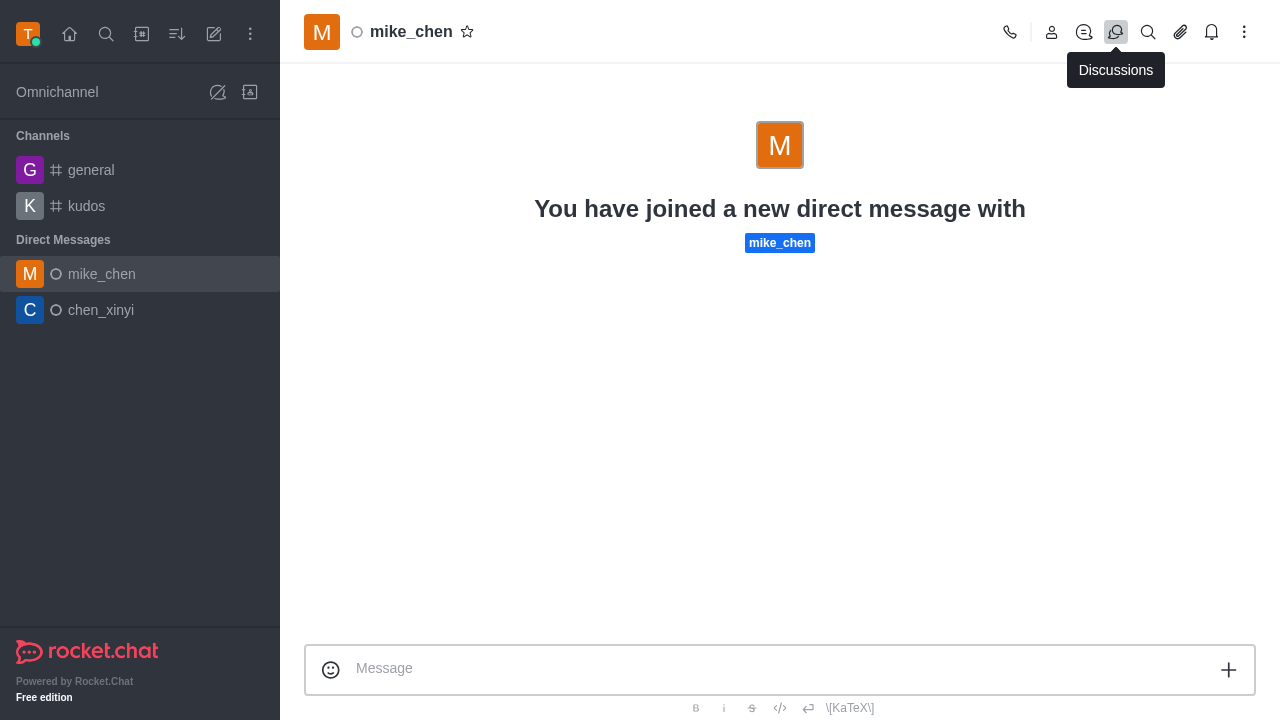 T
Omnichannel
Channels
G general
K kudos
Direct Messages
M mike_chen
C chen_xinyi
rocket.chat
Powered by Rocket.Chat
Free edition
M mike_chen
Discussions
M
You have joined a new direct message with
mike_chen
Message
B i S \[KaTeX\]